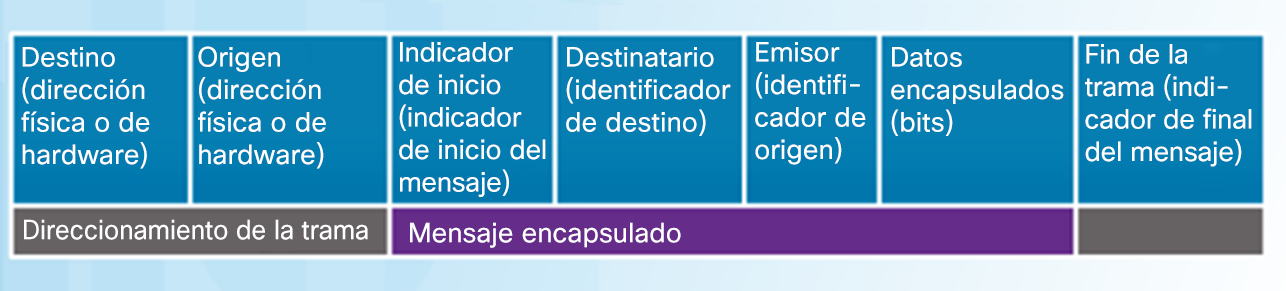 Destino
(dirección
física o de
hardware)
Origen
(dirección
física o de
hardware)
Indicador
de inicio
(indicador
de inicio del
mensaje)
Destinatario
(identificador
de destino)
Emisor
(identifi-
cador de
origen)
Datos
encapsulados
(bits)
Fin de la
trama (indi-
cador de final
del mensaje)
Direccionamiento de la trama
Mensaje encapsulado